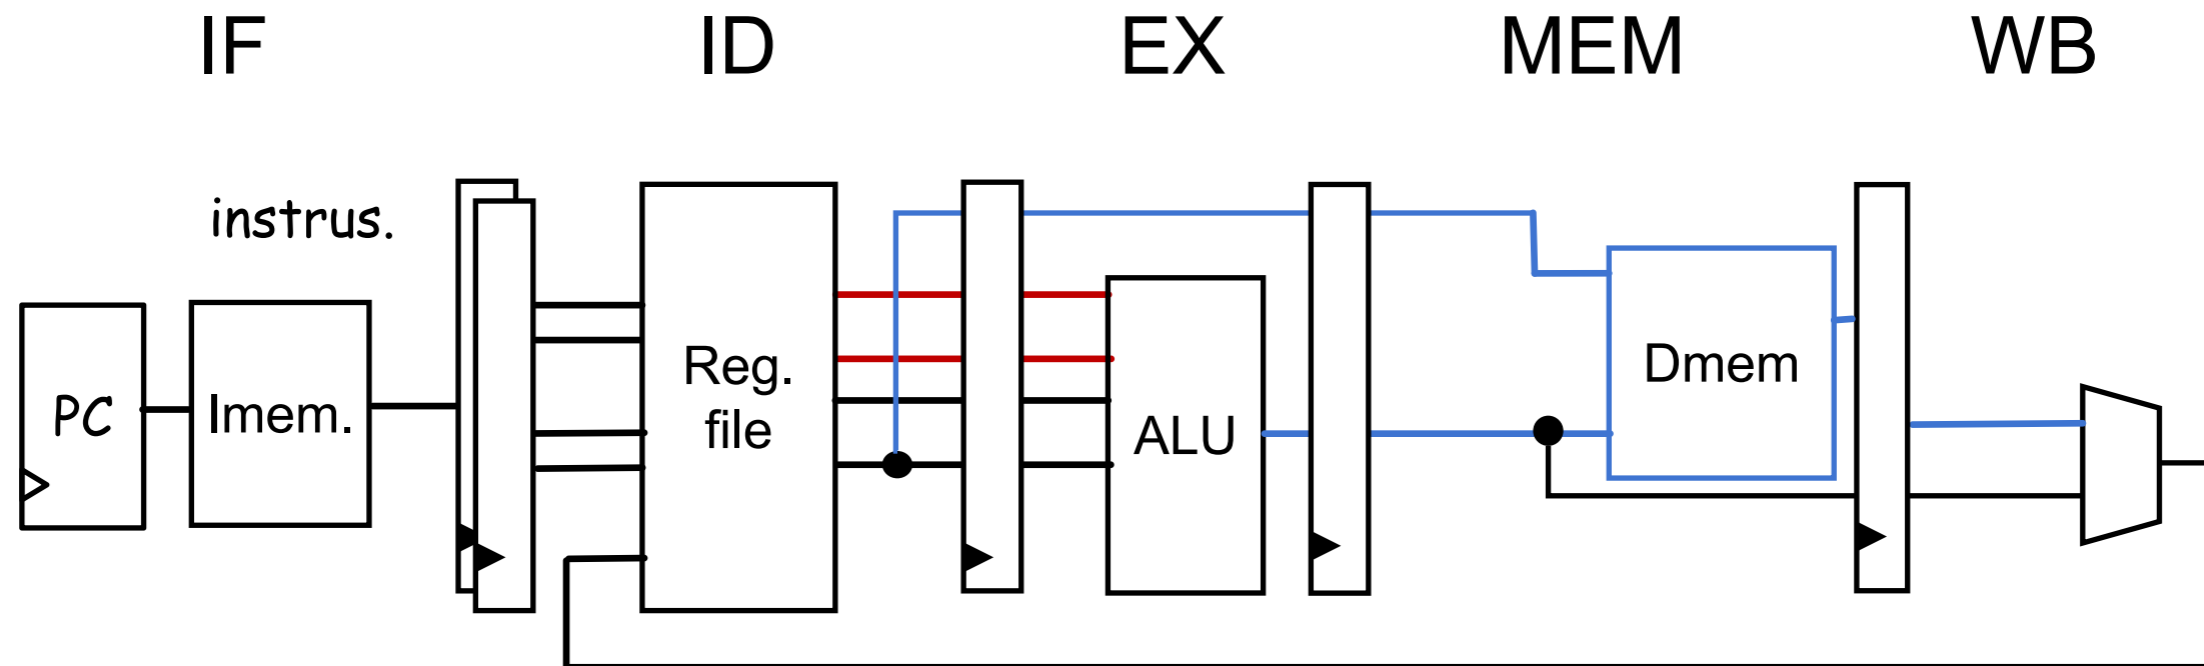 IF ID EX MEM WB
instrus.
PC
Imem.
Reg.
file
ALU
Dmem